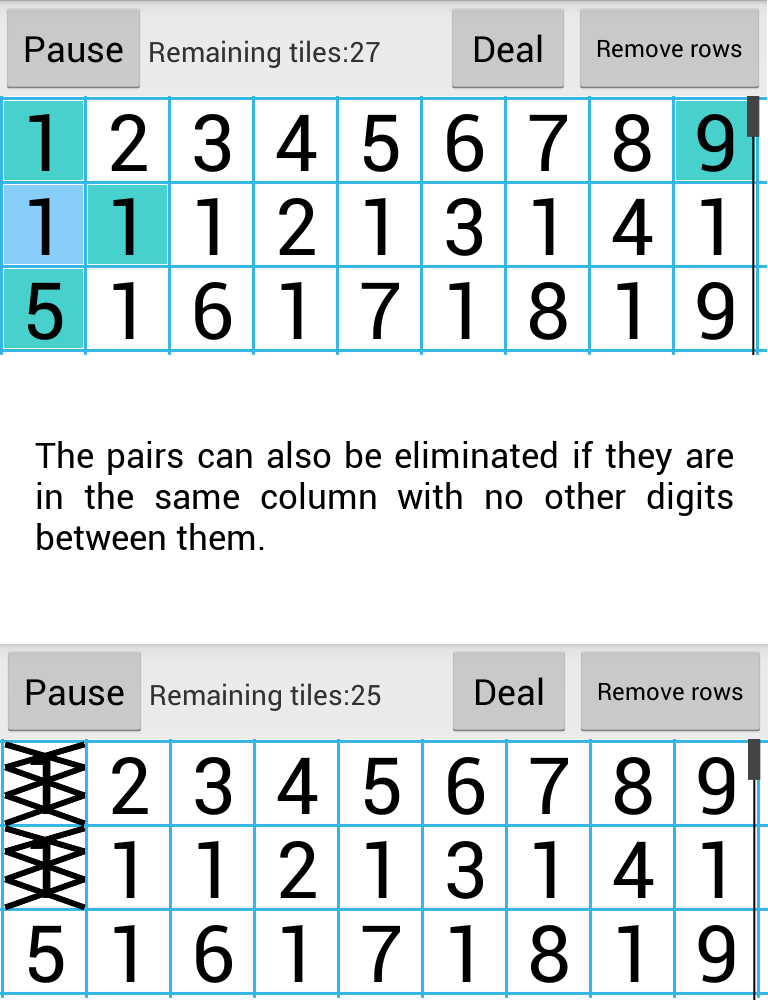 Pause Remaining tiles:27 Deal Remove rows
1 2 3 4 5 6 7 8 9
1 1 1 2 1 3 1 4 1
5 1 6 1 7 1 8 1 9
The pairs can also be eliminated if they are
in the same column with no other digits
between them.
Pause Remaining tiles:25 Deal Remove rows
1 2 3 4 5 6 7 8 9
1 1 1 2 1 3 1 4 1
5 1 6 1 7 1 8 1 9